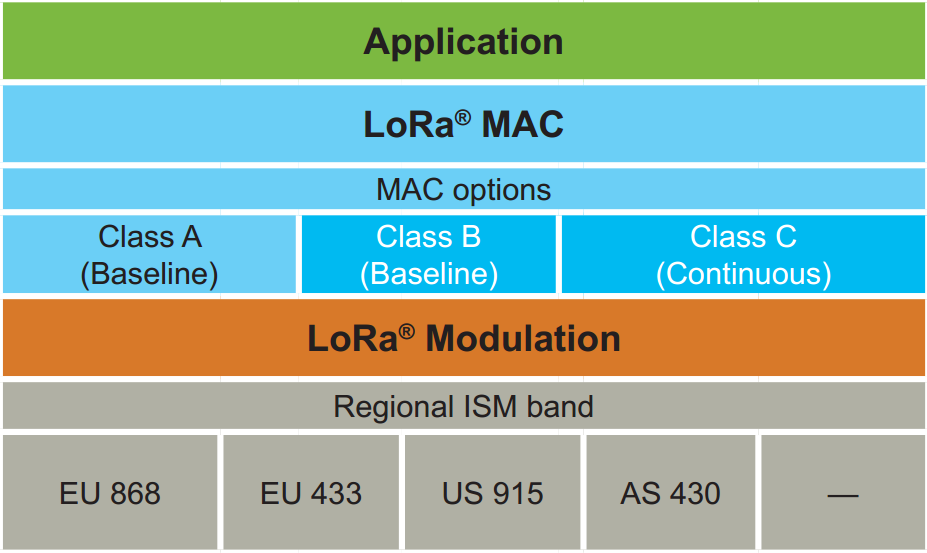 Application
LoRa® MAC
MAC options
Class A
(Baseline)
Class B
(Baseline)
Class C
(Continuous)
LoRa® Modulation
Regional ISM band
EU 868
EU 433
US 915
AS 430
—